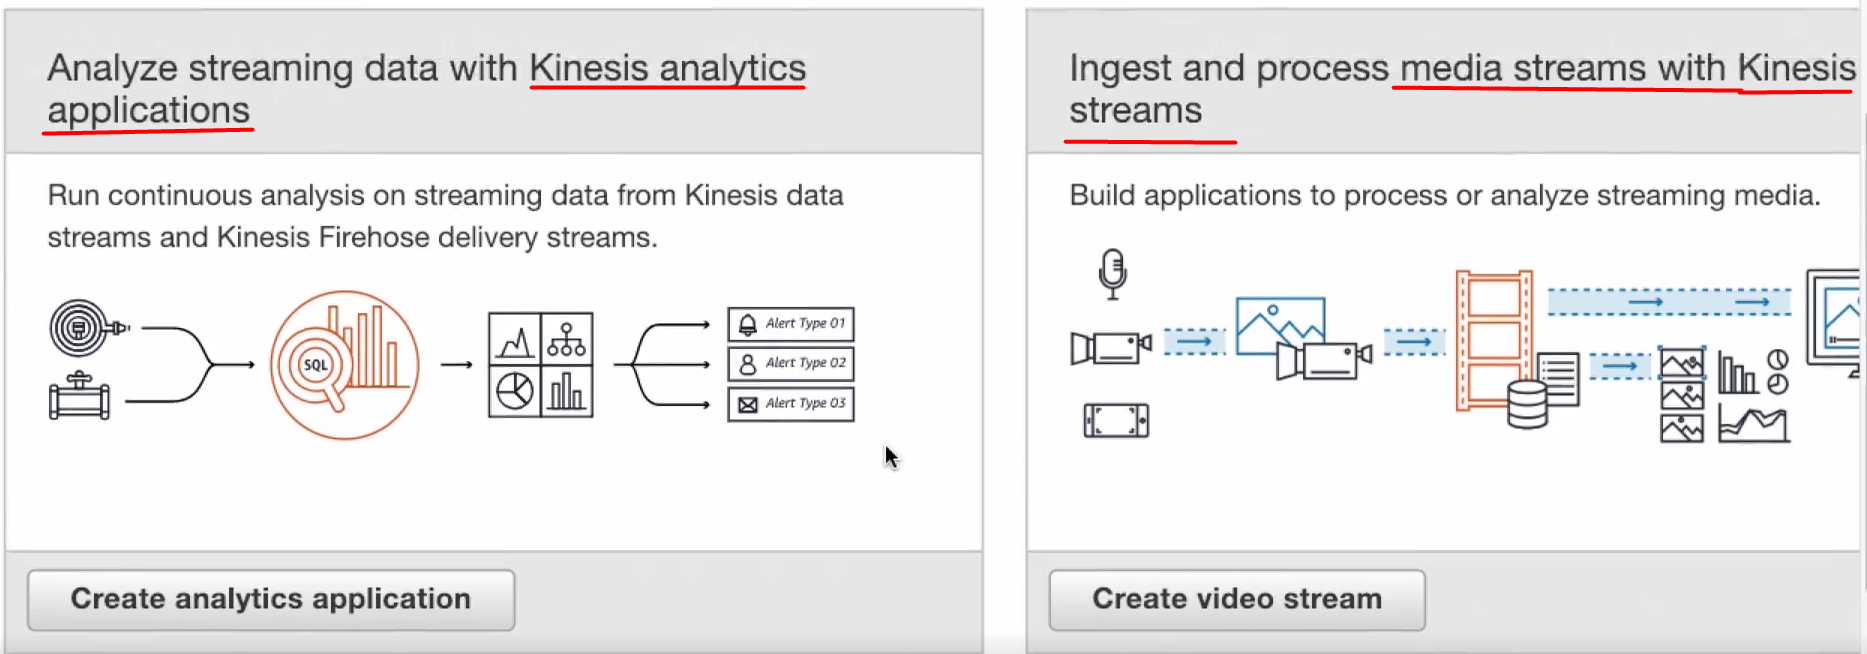 Analyze streaming data with Kinesis analytics
applications
Run continuous analysis on streaming data from Kinesis data
streams and Kinesis Firehose delivery streams.
SQL
Alert Type 01
Alert Type 02
Alert Type 03
Create analytics application
Ingest and process media streams with Kinesis
streams
Build applications to process or analyze streaming media.
Create video stream